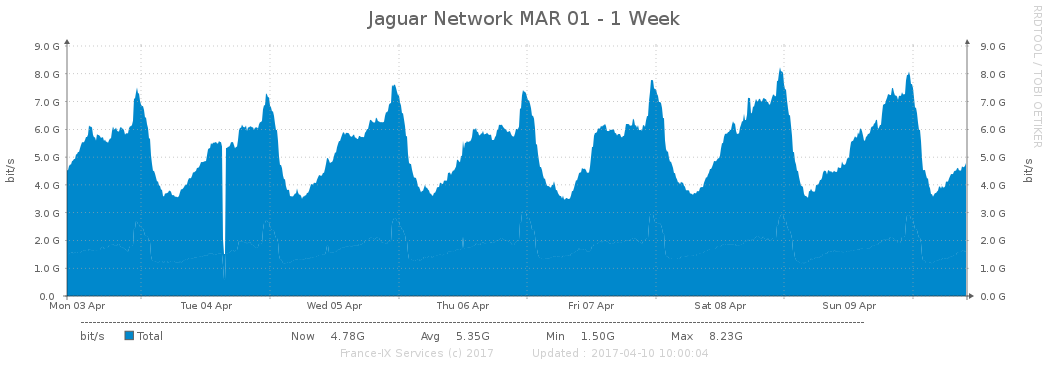 Jaguar Network MAR 01 - 1 Week
RRDTOOL / TOBI OETIKER
bit/s
9.0 G 9.0 G
8.0 G 8.0 G
7.0 G 7.0 G
6.0 G 6.0 G
5.0 G 5.0 G
4.0 G 4.0 G
3.0 G 3.0 G
2.0 G 2.0 G
1.0 G 1.0 G
0.0 0.0 G
bit/s
Mon 03 Apr Tue 04 Apr Wed 05 Apr Thu 06 Apr Fri 07 Apr Sat 08 Apr Sun 09 Apr
bit/s Total Now 4.78G Avg 5.35G Min 1.50G Max 8.23G
France-IX Services (c) 2017 Updated : 2017-04-10 10:00:04